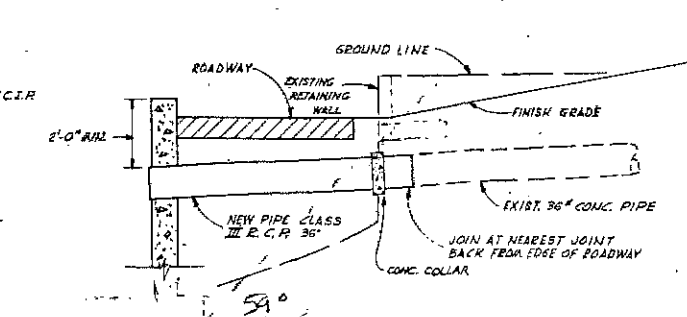 GROUND LINE
ROADWAY
EXISTING
RETAINING
WALL
C.I.P.
FINISH GRADE
2'-0" MIN.
EXIST. 36" CONC. PIPE
NEW PIPE CLASS
III R.C.P. 36"
JOIN AT NEAREST JOINT
BACK FROM EDGE OF ROADWAY
CONC. COLLAR
59°